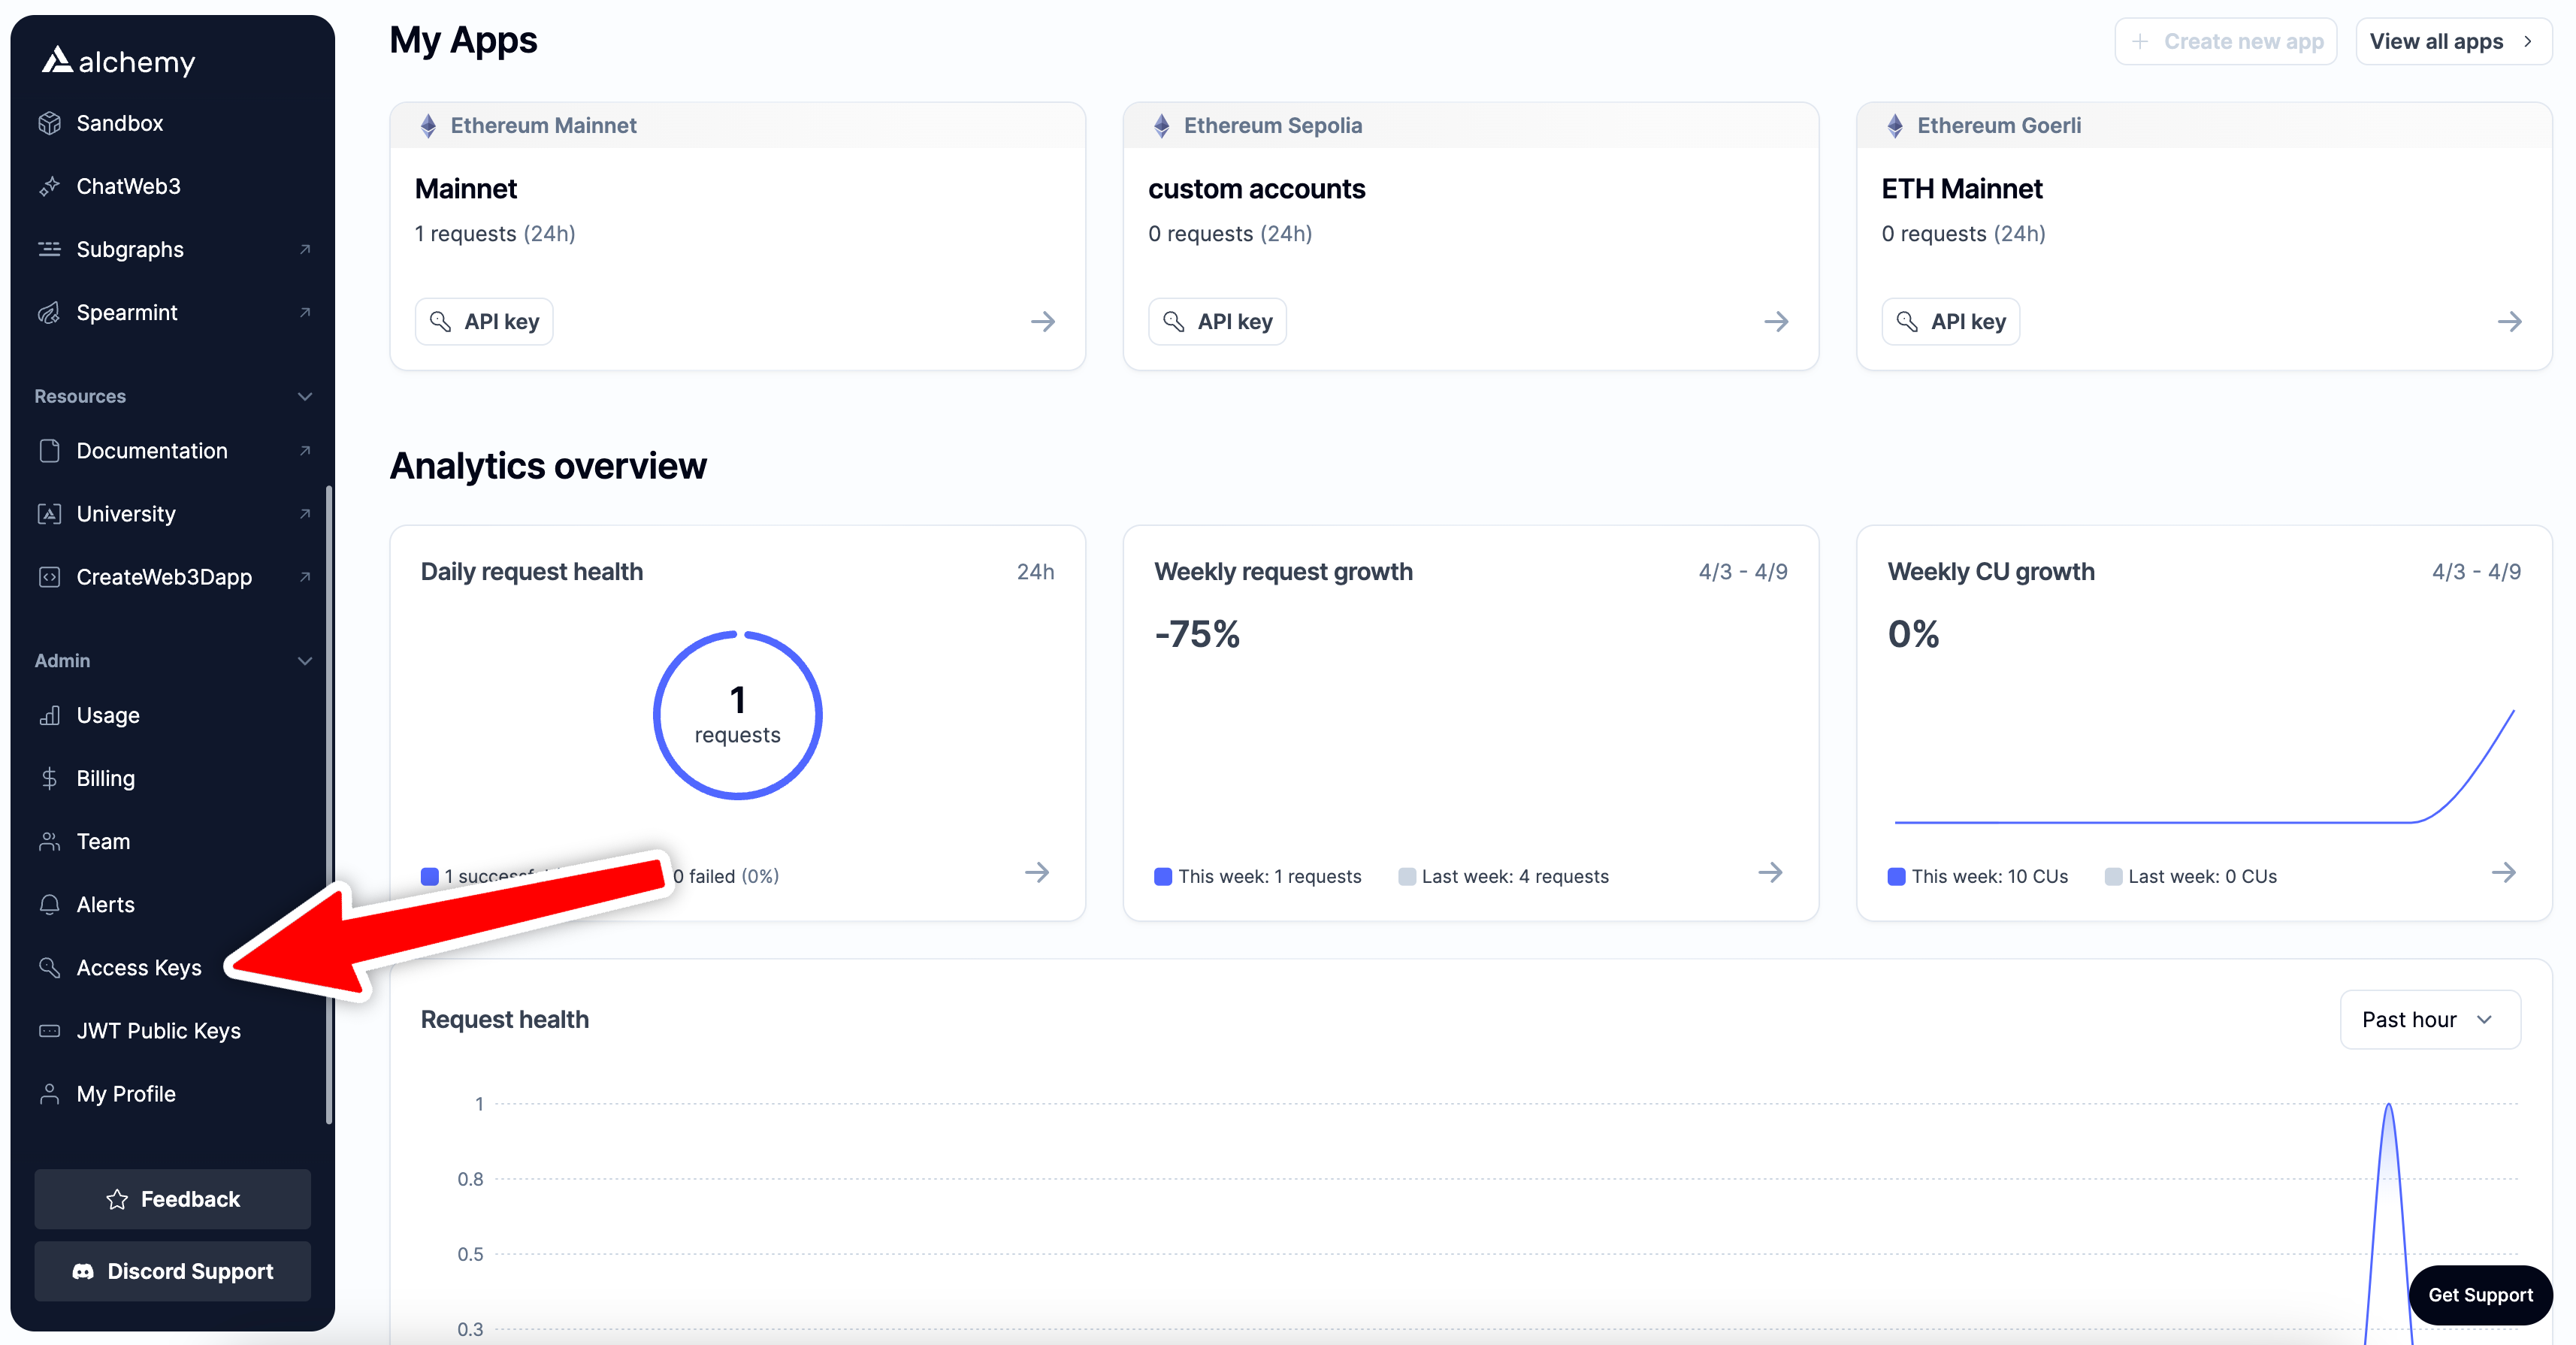 alchemy
Sandbox
ChatWeb3
Subgraphs
Spearmint
Resources
Documentation
University
CreateWeb3Dapp
Admin
Usage
Billing
Team
Alerts
Access Keys
JWT Public Keys
My Profile
Feedback
Discord Support
My Apps
Create new app
View all apps
Ethereum Mainnet
Mainnet
1 requests (24h)
API key
Ethereum Sepolia
custom accounts
0 requests (24h)
API key
Ethereum Goerli
ETH Mainnet
0 requests (24h)
API key
Analytics overview
Daily request health 24h
1
requests
1 0 failed (0%)
Weekly request growth 4/3 - 4/9
-75%
This week: 1 requests Last week: 4 requests
Weekly CU growth 4/3 - 4/9
0%
This week: 10 CUs Last week: 0 CUs
Request health
Past hour
1
0.8
0.5
0.3
Get Support